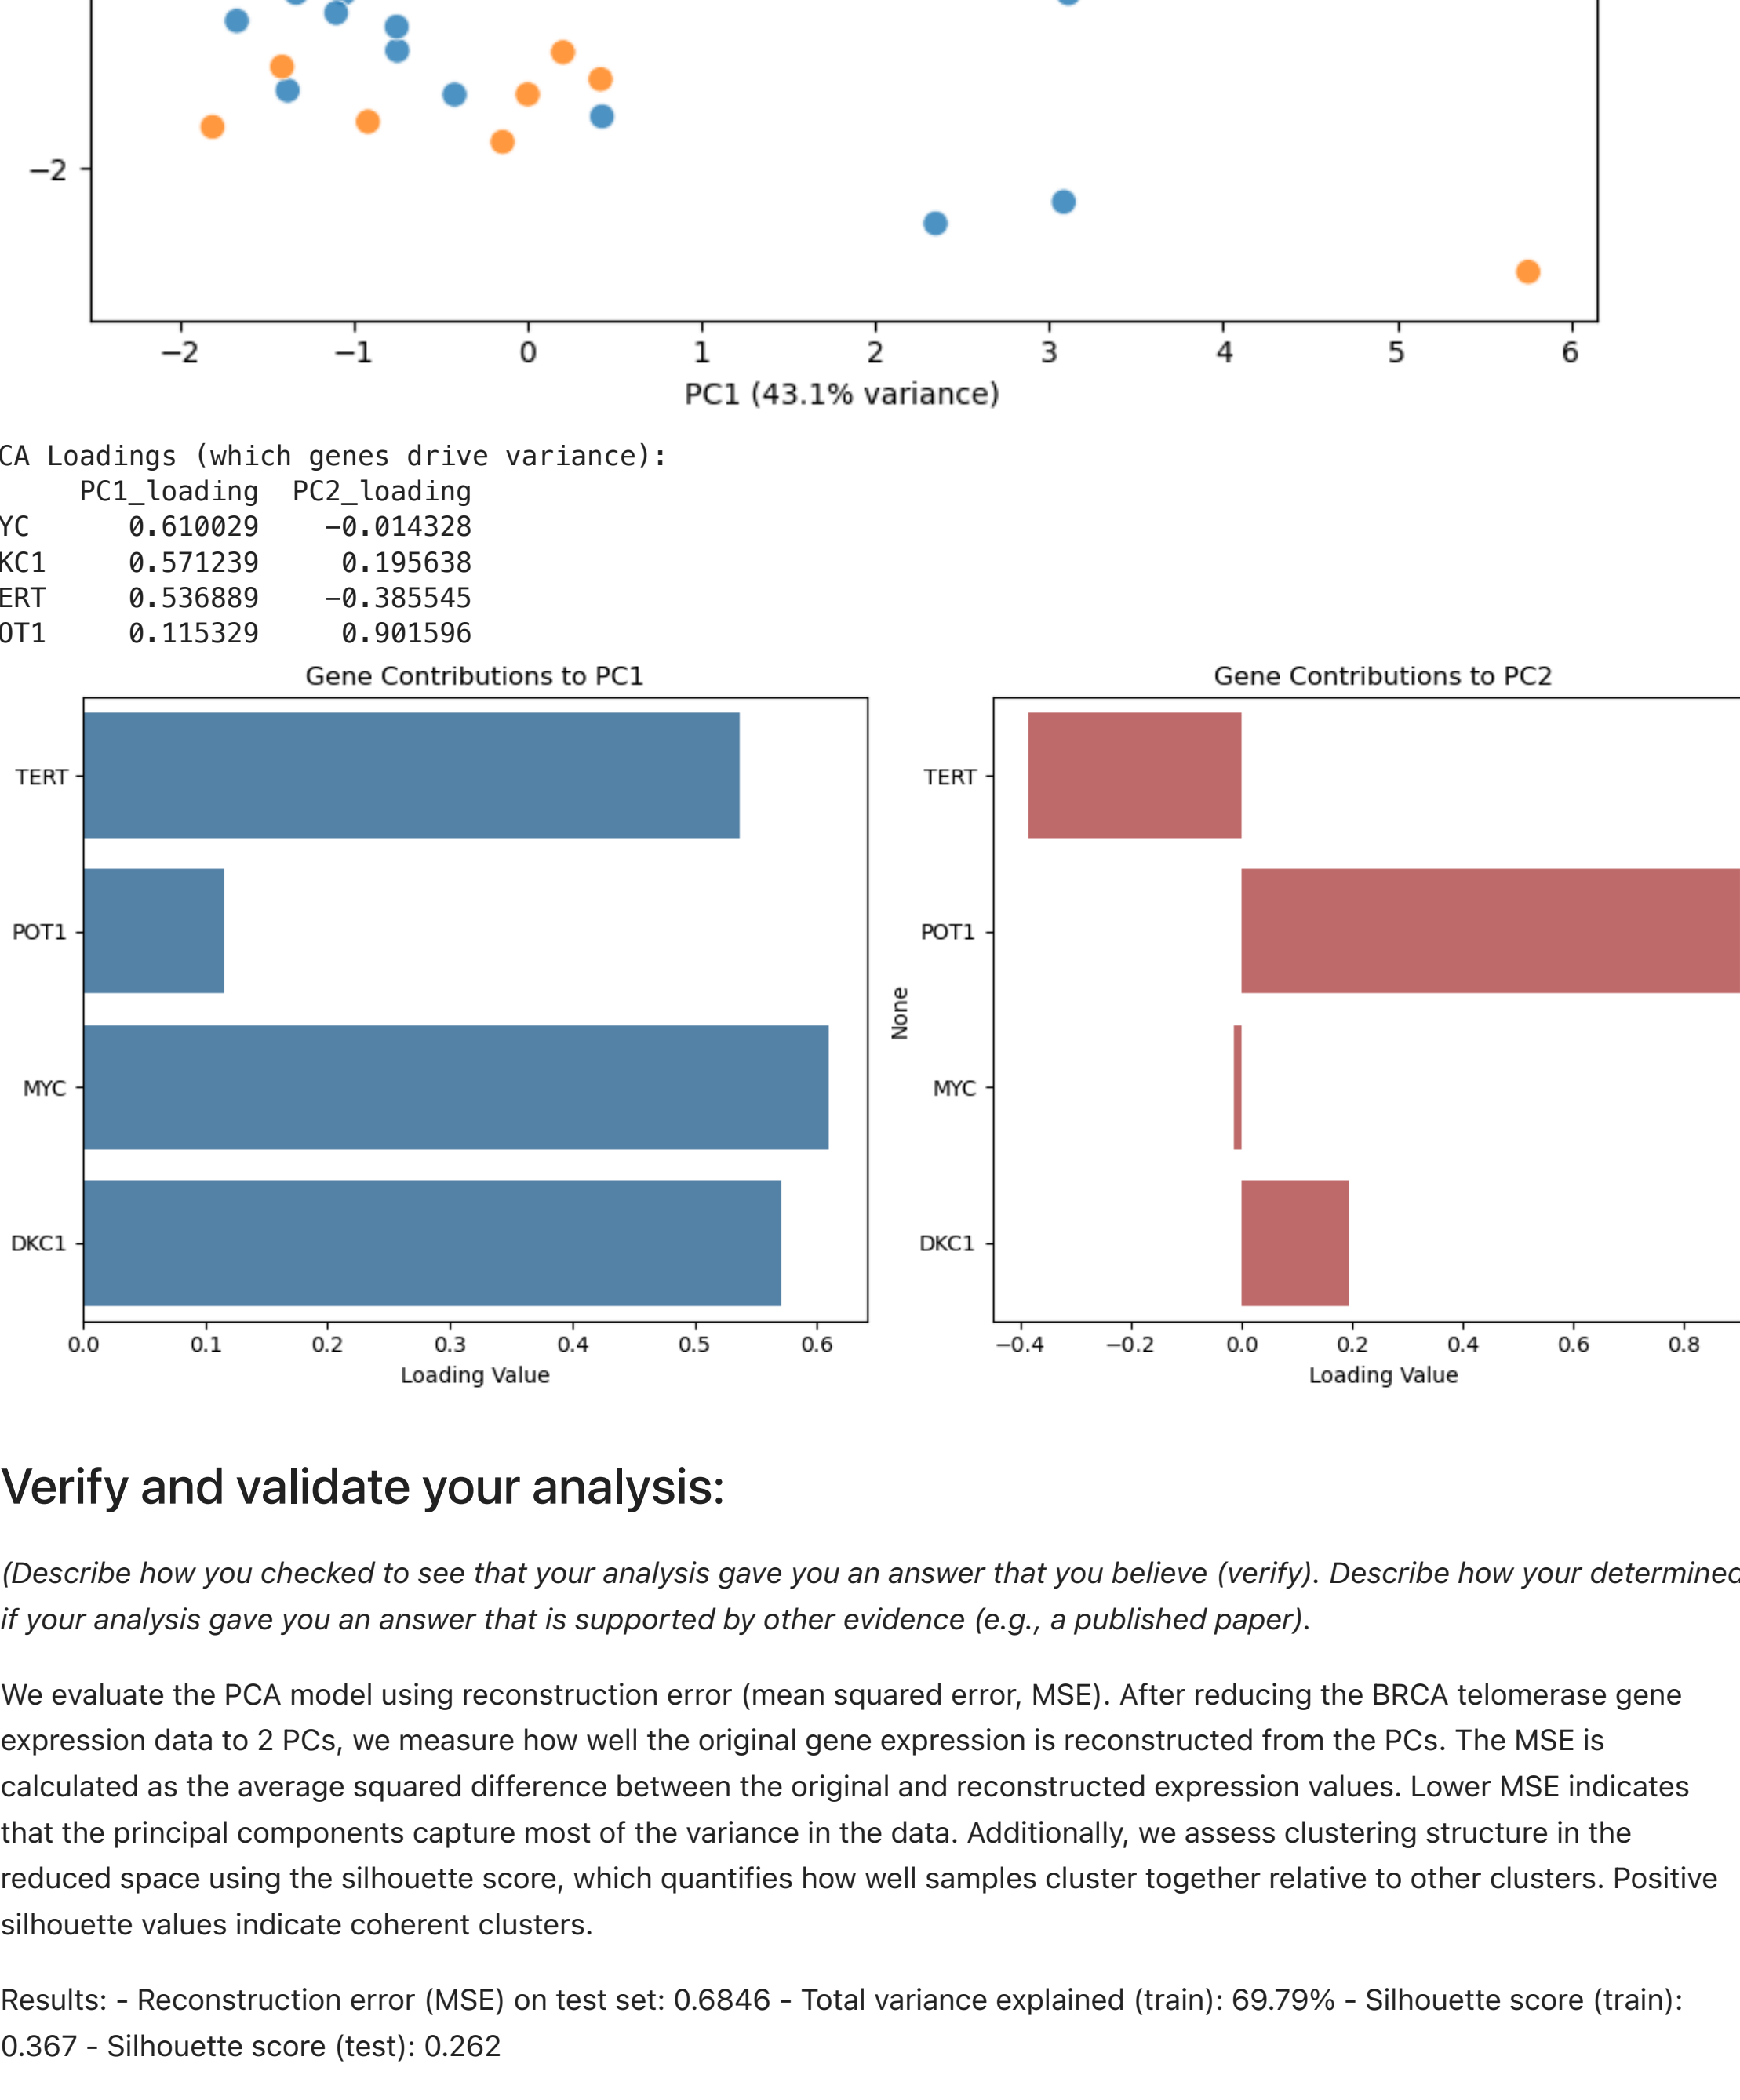 −2
−2 −1 0 1 2 3 4 5 6
PC1 (43.1% variance)
CA Loadings (which genes drive variance):
PC1_loading PC2_loading
YC 0.610029 −0.014328
KC1 0.571239 0.195638
ERT 0.536889 −0.385545
OT1 0.115329 0.901596
Gene Contributions to PC1
TERT
POT1
MYC
DKC1
0.0 0.1 0.2 0.3 0.4 0.5 0.6
Loading Value
Gene Contributions to PC2
None
TERT
POT1
MYC
DKC1
−0.4 −0.2 0.0 0.2 0.4 0.6 0.8
Loading Value
Verify and validate your analysis:
(Describe how you checked to see that your analysis gave you an answer that you believe (verify). Describe how your determined
if your analysis gave you an answer that is supported by other evidence (e.g., a published paper).
We evaluate the PCA model using reconstruction error (mean squared error, MSE). After reducing the BRCA telomerase gene
expression data to 2 PCs, we measure how well the original gene expression is reconstructed from the PCs. The MSE is
calculated as the average squared difference between the original and reconstructed expression values. Lower MSE indicates
that the principal components capture most of the variance in the data. Additionally, we assess clustering structure in the
reduced space using the silhouette score, which quantifies how well samples cluster together relative to other clusters. Positive
silhouette values indicate coherent clusters.
Results: - Reconstruction error (MSE) on test set: 0.6846 - Total variance explained (train): 69.79% - Silhouette score (train):
0.367 - Silhouette score (test): 0.262